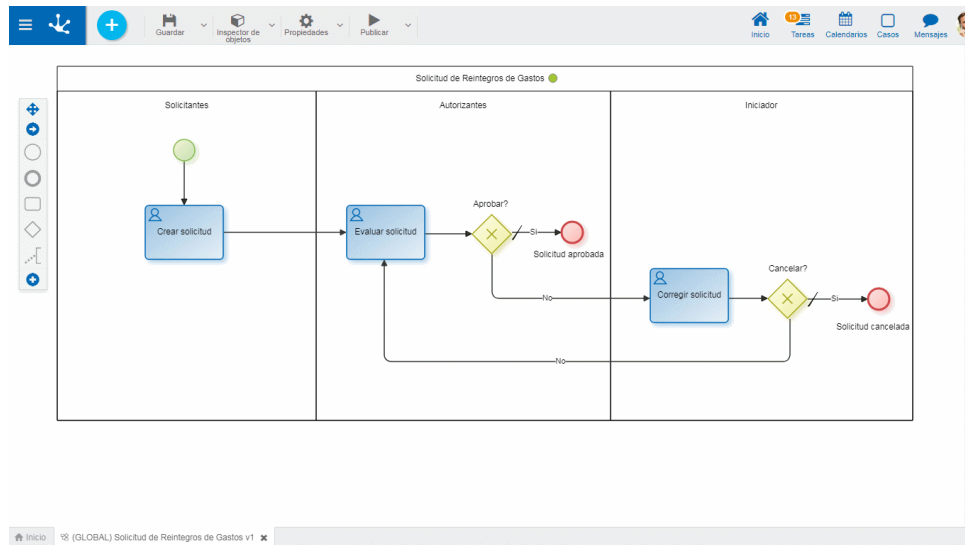 Guardar
Inspector de
objetos
Propiedades
Publicar
Inicio
13
Tareas
Calendarios
Casos
Mensajes
Solicitud de Reintegros de Gastos
Solicitantes
Autorizantes
Iniciador
Aprobar?
Crear solicitud
Evaluar solicitud
Si
Solicitud aprobada
Cancelar?
Corregir solicitud
No
Si
Solicitud cancelada
No
Inicio
(GLOBAL) Solicitud de Reintegros de Gastos v1